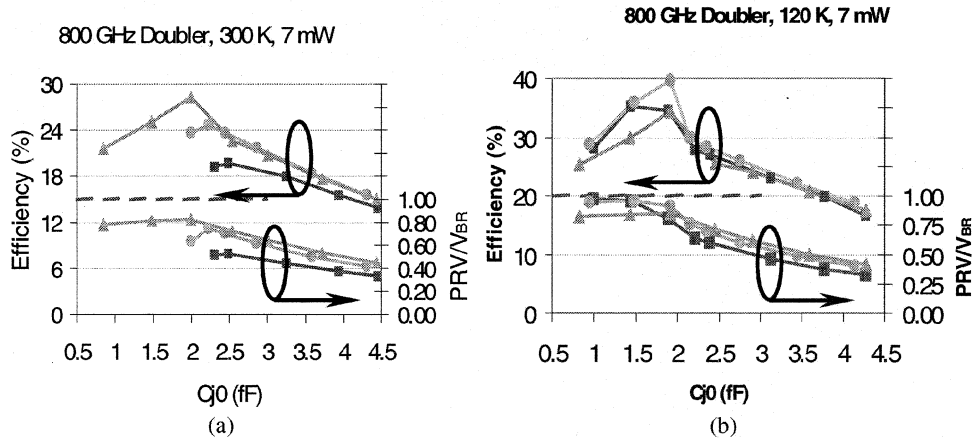 800 GHz Doubler, 300 K, 7 mW
Efficiency (%)
30
24
18
12
6
0
1.00
0.80
0.60
0.40
0.20
0.00
PRV/VBR
0.5 1 1.5 2 2.5 3 3.5 4 4.5
Cj0 (fF)
(a)
800 GHz Doubler, 120 K, 7 mW
Efficiency (%)
40
30
20
10
0
1.00
0.75
0.50
0.25
0.00
PRV/VBR
0.5 1 1.5 2 2.5 3 3.5 4 4.5
Cj0 (fF)
(b)